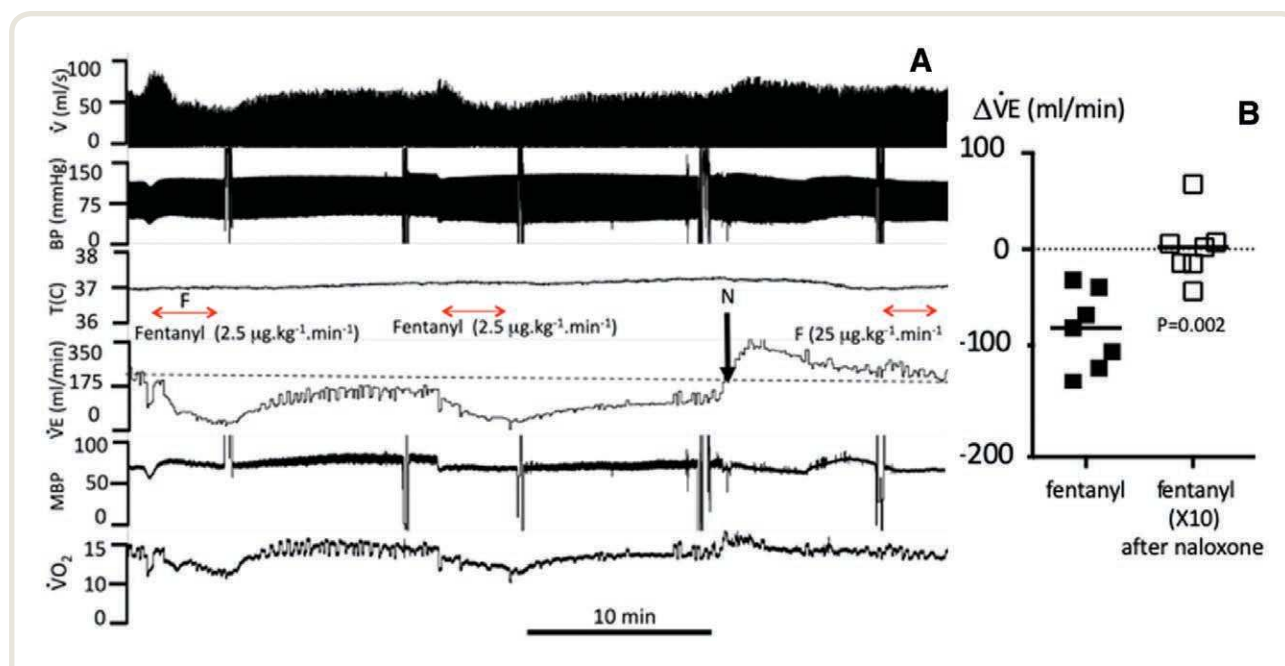 A
V̇ (ml/s)
100
50
0
BP (mmHg)
150
75
0
T(C)
38
37
36
F
Fentanyl (2.5 µg.kg⁻¹.min⁻¹)
Fentanyl (2.5 µg.kg⁻¹.min⁻¹)
N
F (25 µg.kg⁻¹.min⁻¹
V̇E (ml/min)
350
175
0
MBP
100
50
0
V̇O₂
15
10
0
10 min
B
ΔV̇E (ml/min)
100
0
-100
-200
P=0.002
fentanyl
fentanyl
(X10)
after naloxone